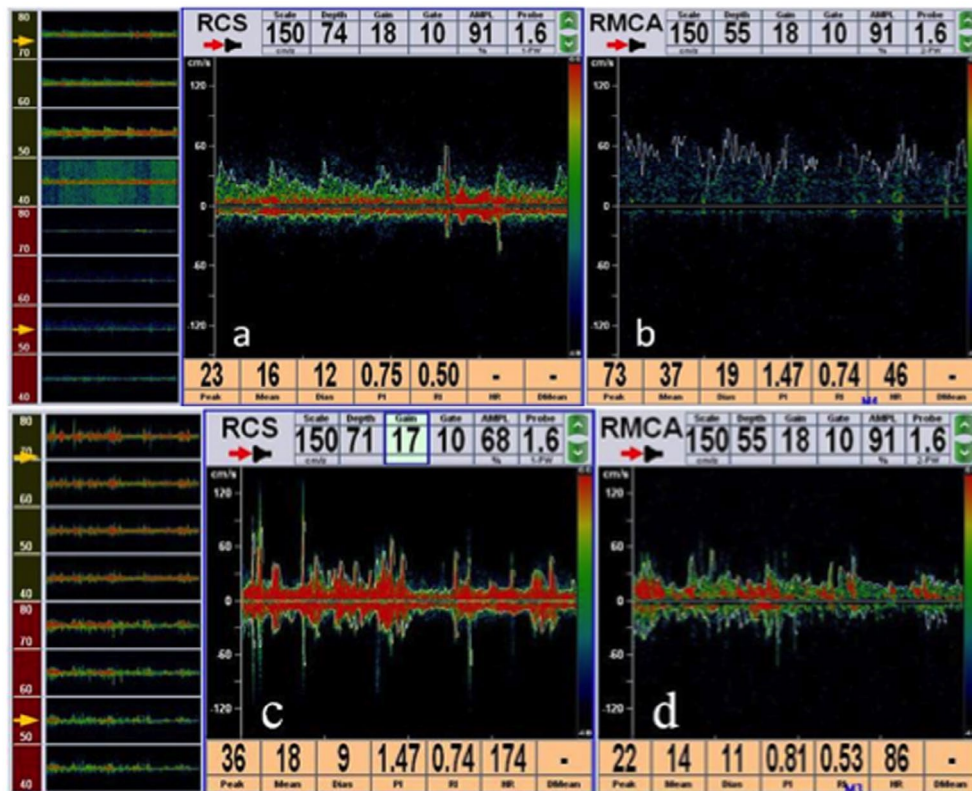 80
70
60
50
40
80
70
60
50
40
RCS
Scale Depth Gain Gate AMPL Probe
150 74 18 10 91 1.6
cm/s % 1-PW
cm/s
120
60
0
-60
-120
a
23 16 12 0.75 0.50 - -
Peak Mean Dias PI RI HR DMean
RMCA
Scale Depth Gain Gate AMPL Probe
150 55 18 10 91 1.6
cm/s % 2-PW
cm/s
120
60
0
-60
-120
b
73 37 19 1.47 0.74 46 -
Peak Mean Dias PI RI HR DMean
80
70
60
50
40
80
70
60
50
40
RCS
Scale Depth Gain Gate AMPL Probe
150 71 17 10 68 1.6
cm/s % 1-PW
cm/s
120
60
0
-60
-120
c
36 18 9 1.47 0.74 174 -
Peak Mean Dias PI RI HR DMean
RMCA
Scale Depth Gain Gate AMPL Probe
150 55 18 10 91 1.6
cm/s % 2-PW
cm/s
120
60
0
-60
-120
d
22 14 11 0.81 0.53 86 -
Peak Mean Dias PI HR DMean